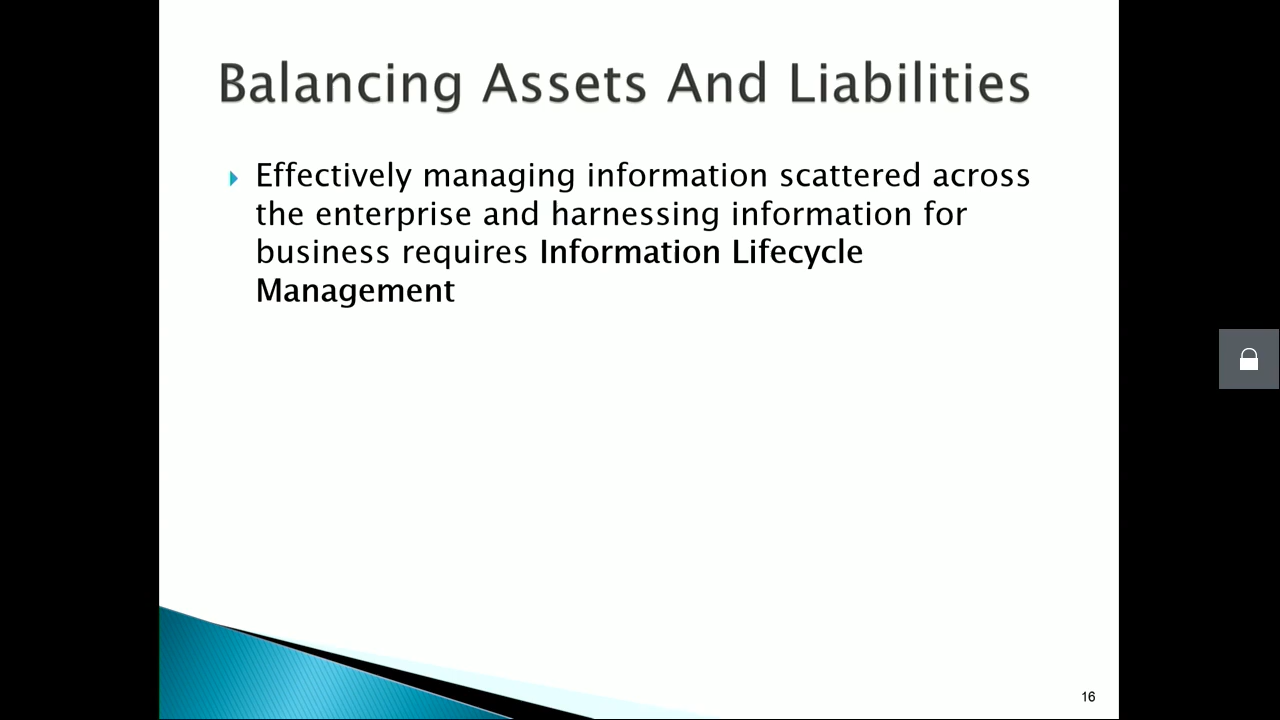 Balancing Assets And Liabilities
Effectively managing information scattered across
the enterprise and harnessing information for
business requires Information Lifecycle
Management
16